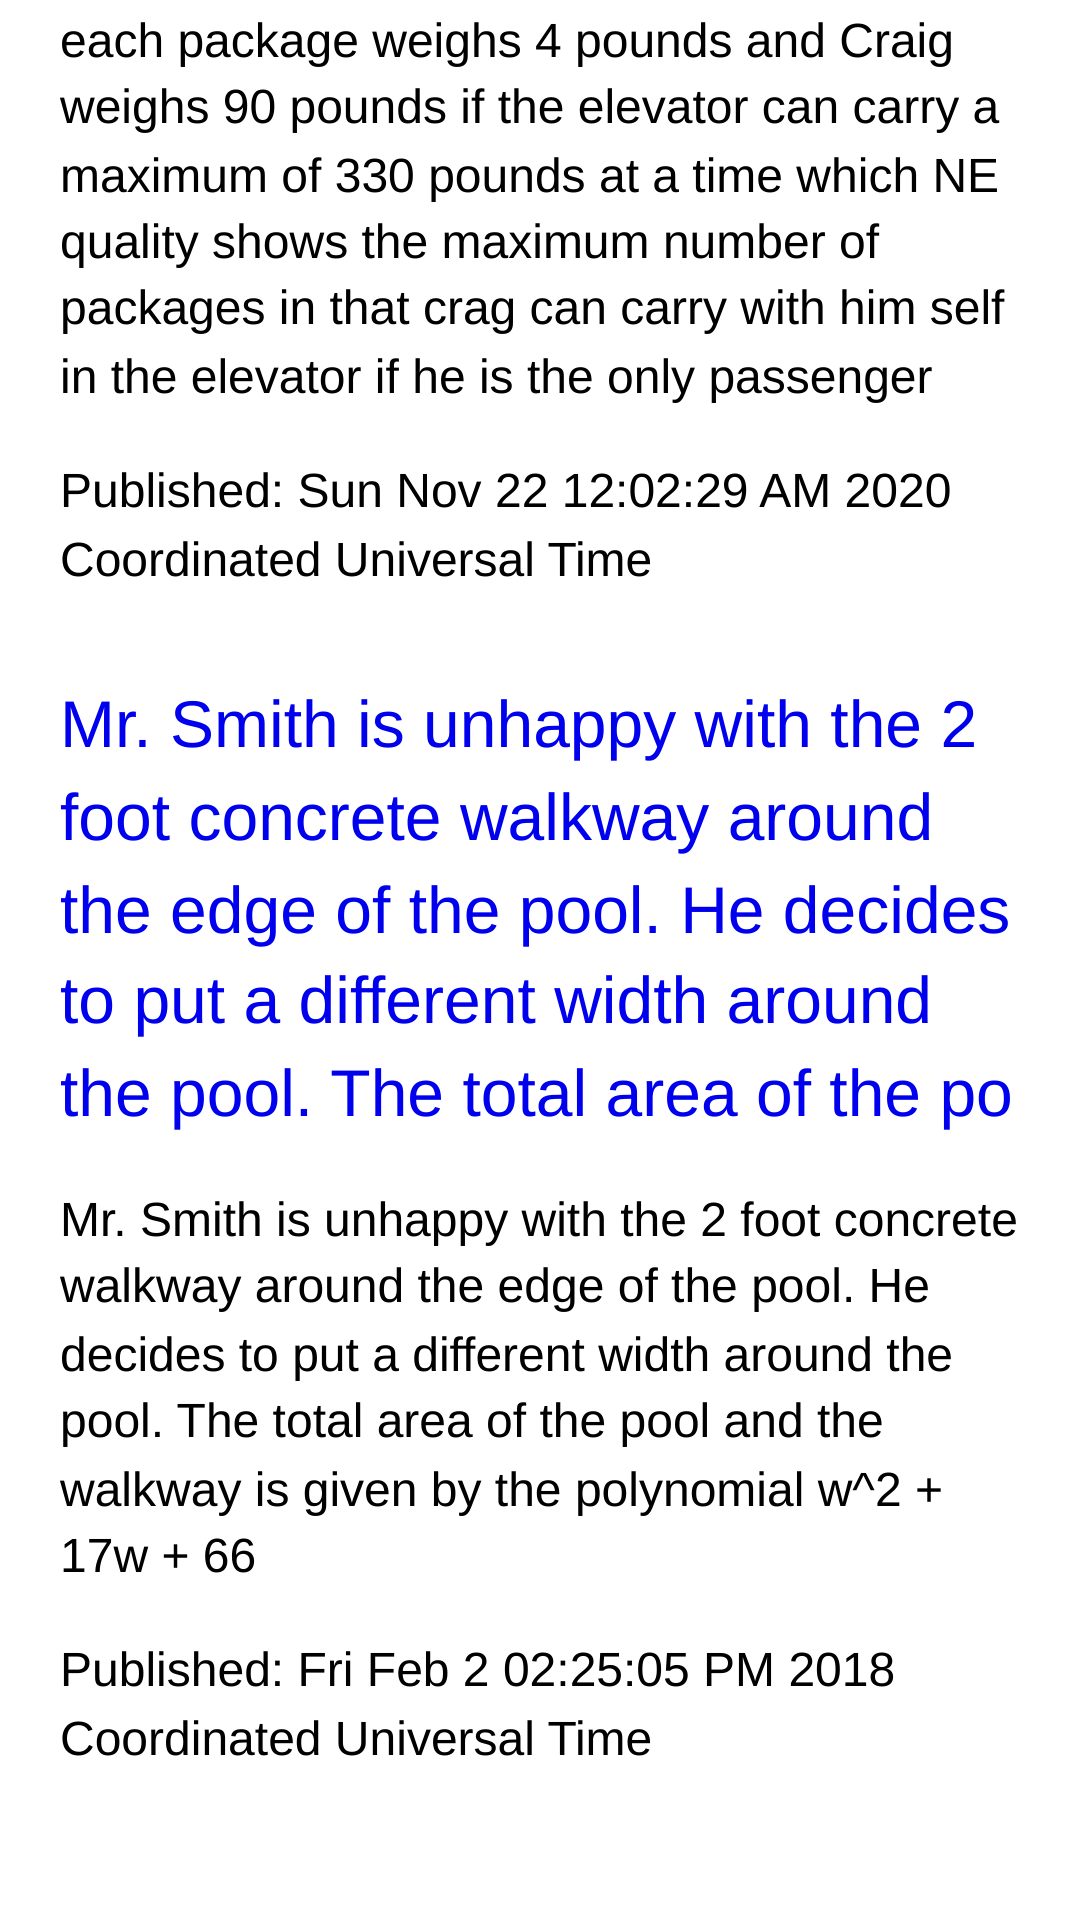 each package weighs 4 pounds and Craig
weighs 90 pounds if the elevator can carry a
maximum of 330 pounds at a time which NE
quality shows the maximum number of
packages in that crag can carry with him self
in the elevator if he is the only passenger
Published: Sun Nov 22 12:02:29 AM 2020
Coordinated Universal Time
Mr. Smith is unhappy with the 2
foot concrete walkway around
the edge of the pool. He decides
to put a different width around
the pool. The total area of the po
Mr. Smith is unhappy with the 2 foot concrete
walkway around the edge of the pool. He
decides to put a different width around the
pool. The total area of the pool and the
walkway is given by the polynomial w^2 +
17w + 66
Published: Fri Feb 2 02:25:05 PM 2018
Coordinated Universal Time